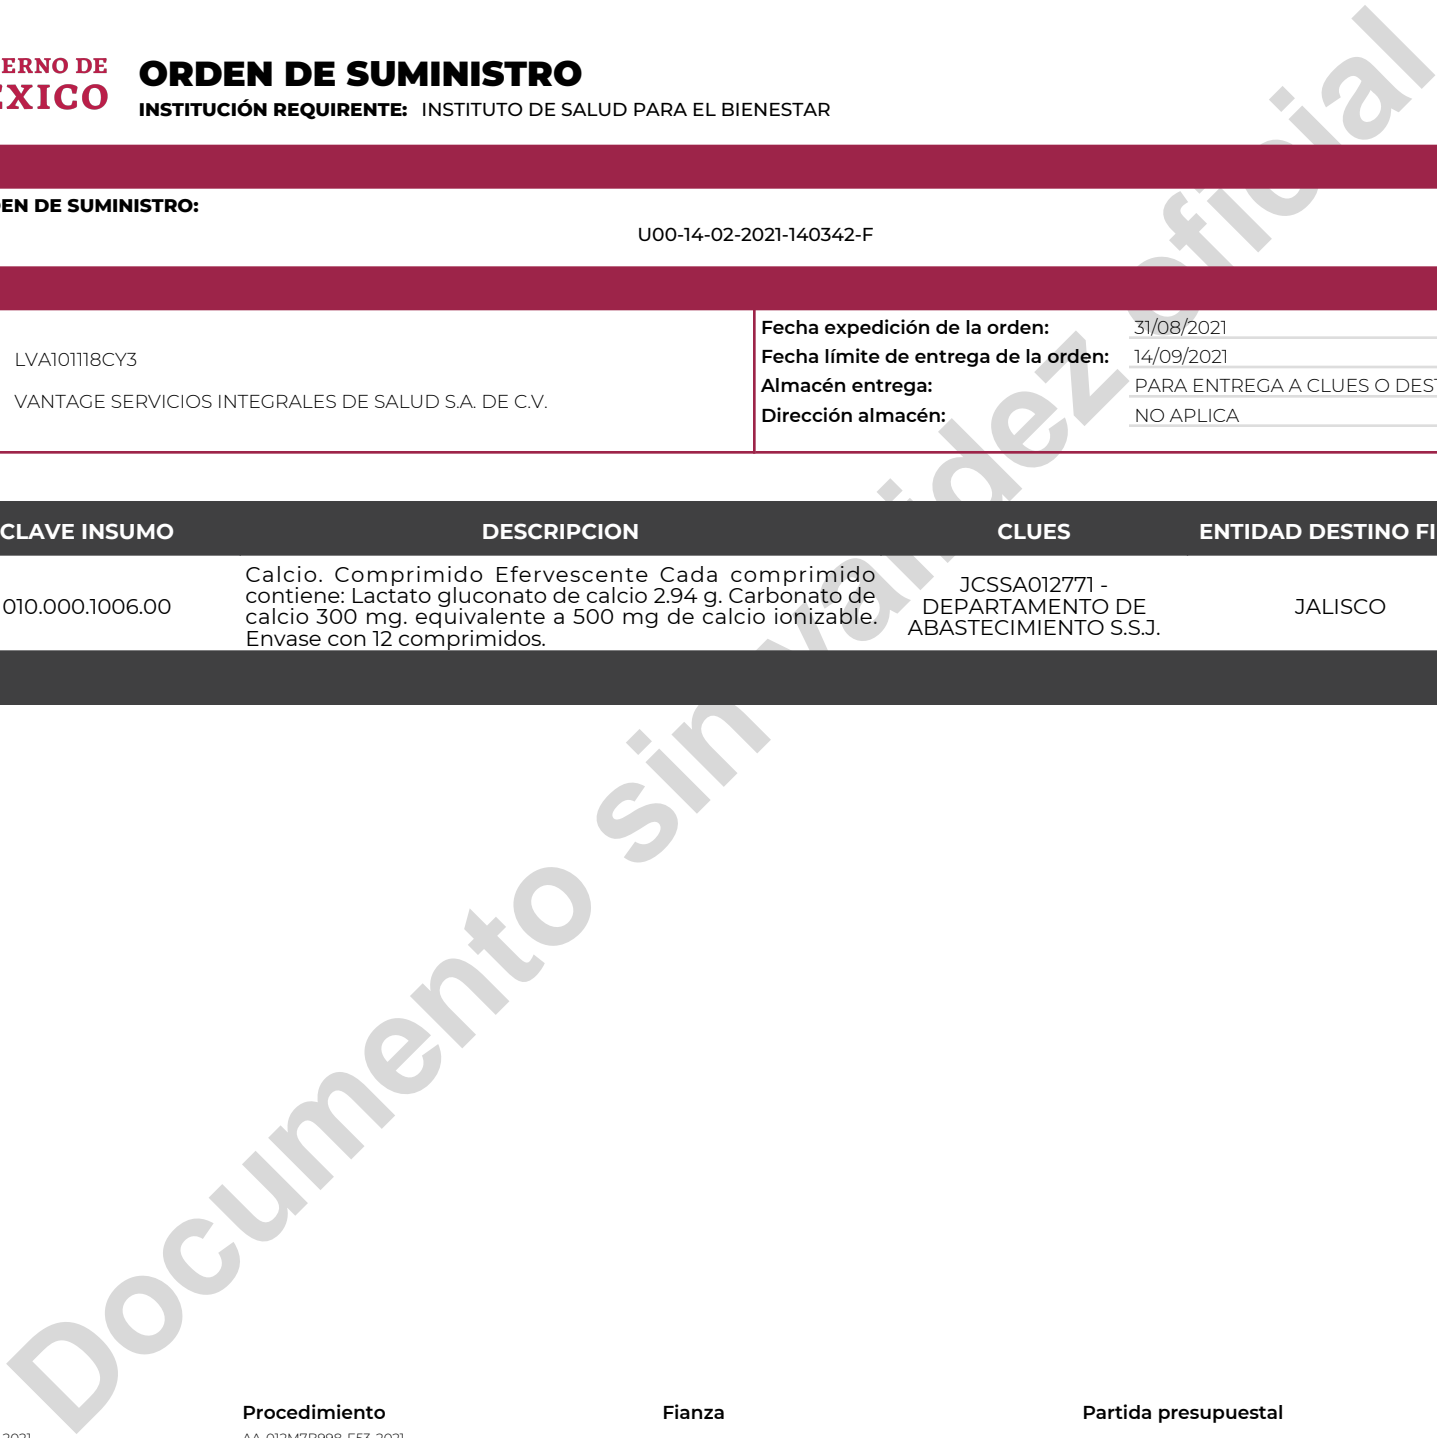 ERNO DE
EXICO
ORDEN DE SUMINISTRO
INSTITUCIÓN REQUIRENTE: INSTITUTO DE SALUD PARA EL BIENESTAR
EN DE SUMINISTRO:
U00-14-02-2021-140342-F
LVA101118CY3
VANTAGE SERVICIOS INTEGRALES DE SALUD S.A. DE C.V.
Fecha expedición de la orden: 31/08/2021
Fecha límite de entrega de la orden: 14/09/2021
Almacén entrega: PARA ENTREGA A CLUES O DEST
Dirección almacén: NO APLICA
CLAVE INSUMO DESCRIPCION CLUES ENTIDAD DESTINO FI
010.000.1006.00
Calcio. Comprimido Efervescente Cada comprimido
contiene: Lactato gluconato de calcio 2.94 g. Carbonato de
calcio 300 mg. equivalente a 500 mg de calcio ionizable.
Envase con 12 comprimidos.
JCSSA012771 -
DEPARTAMENTO DE
ABASTECIMIENTO S.S.J.
JALISCO
Documento sin validez oficial
Procedimiento Fianza Partida presupuestal